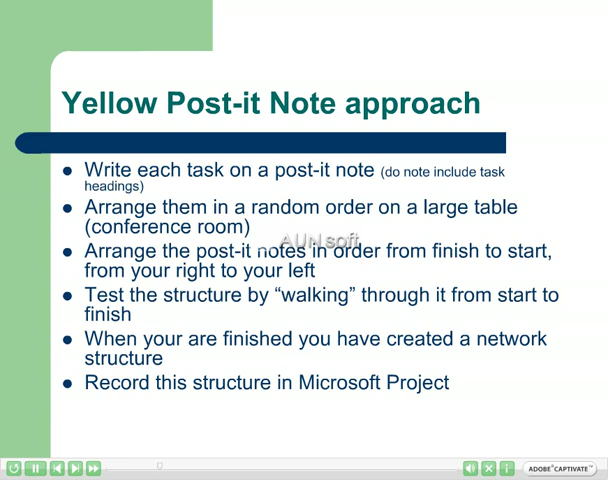 Yellow Post-it Note approach
Write each task on a post-it note (do note include task
headings)
Arrange them in a random order on a large table
(conference room)
Arrange the post-it notes in order from finish to start,
from your right to your left
AUNsoft
Test the structure by “walking” through it from start to
finish
When your are finished you have created a network
structure
Record this structure in Microsoft Project
ADOBE CAPTIVATE™